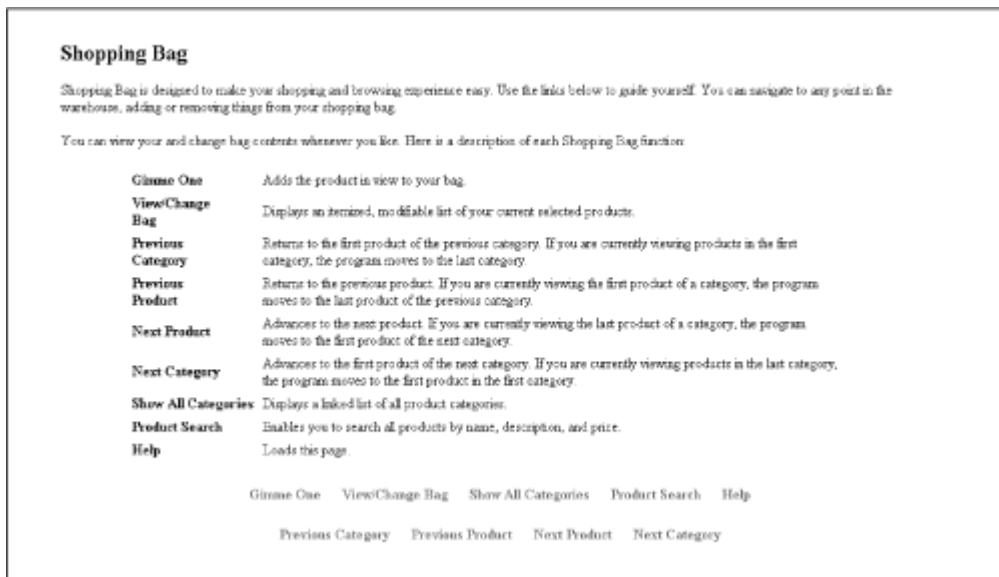 Shopping Bag
Shopping Bag is designed to make your shopping and browsing experience easy. Use the links below to guide yourself. You can navigate to any point in the
warehouse, adding or removing things from your shopping bag.
You can view your and change bag contents whenever you like. Here is a description of each Shopping Bag function:
Gimme One Adds the product in view to your bag.
View/Change
Bag
Displays an itemized, modifiable list of your current selected products.
Previous
Category
Returns to the first product of the previous category. If you are currently viewing products in the first
category, the program moves to the last category.
Previous
Product
Returns to the previous product. If you are currently viewing the first product of a category, the program
moves to the last product of the previous category.
Next Product
Advances to the next product. If you are currently viewing the last product of a category, the program
moves to the first product of the next category.
Next Category
Advances to the first product of the next category. If you are currently viewing products in the last category,
the program moves to the first product in the first category.
Show All Categories Displays a linked list of all product categories.
Product Search Enables you to search all products by name, description, and price.
Help Loads this page.
Gimme One View/Change Bag Show All Categories Product Search Help
Previous Category Previous Product Next Product Next Category